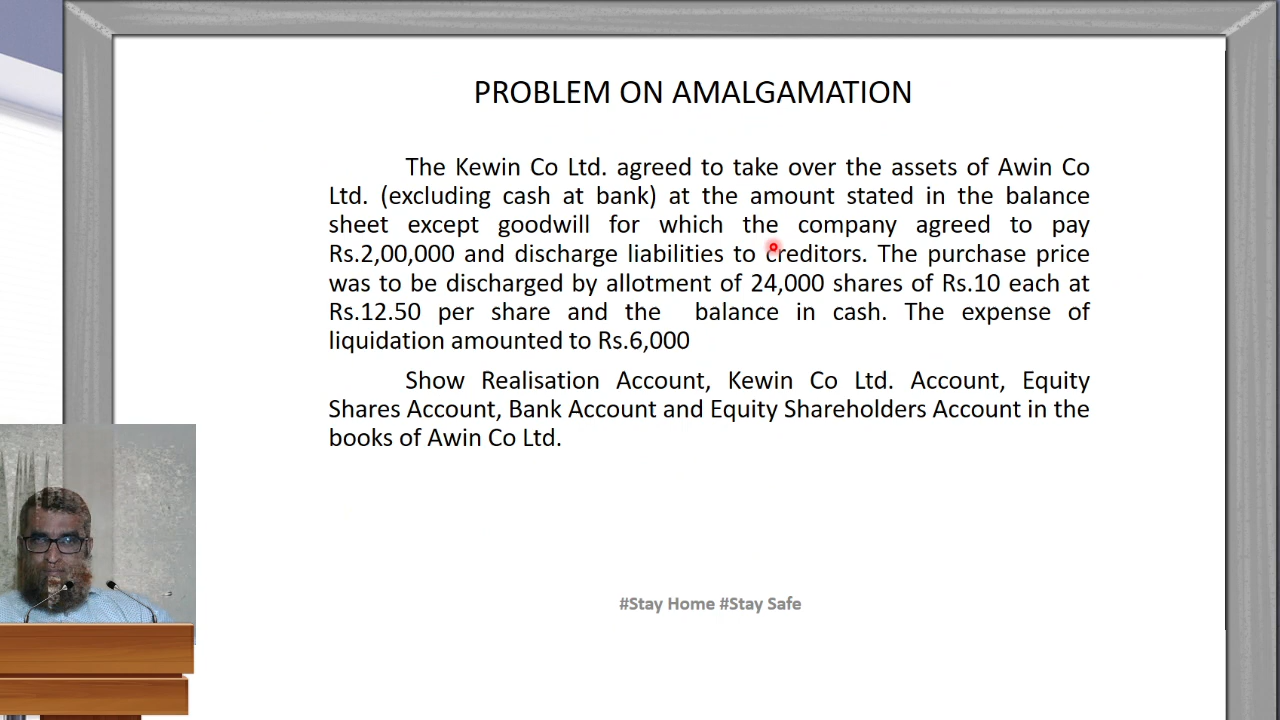 PROBLEM ON AMALGAMATION
The Kewin Co Ltd. agreed to take over the assets of Awin Co
Ltd. (excluding cash at bank) at the amount stated in the balance
sheet except goodwill for which the company agreed to pay
Rs.2,00,000 and discharge liabilities to creditors. The purchase price
was to be discharged by allotment of 24,000 shares of Rs.10 each at
Rs.12.50 per share and the balance in cash. The expense of
liquidation amounted to Rs.6,000
Show Realisation Account, Kewin Co Ltd. Account, Equity
Shares Account, Bank Account and Equity Shareholders Account in the
books of Awin Co Ltd.
#Stay Home #Stay Safe